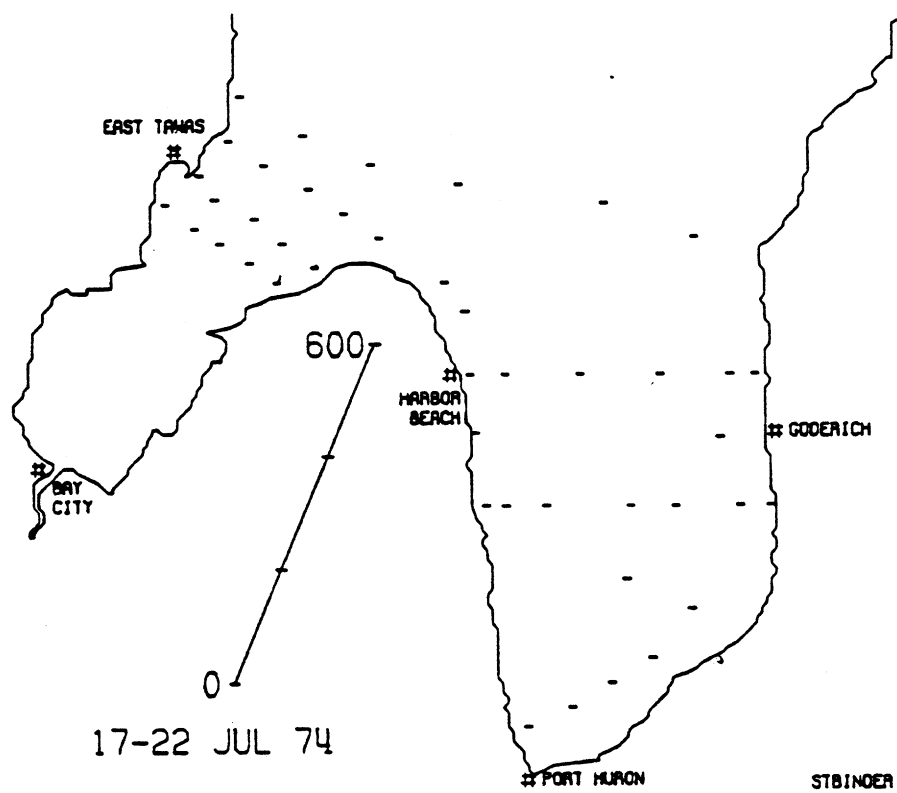 EAST TAWAS
#
600
#
HARBOR
BEACH
# GODERICH
#
BAY
CITY
0
17-22 JUL 74
# PORT HURON
STBINDER